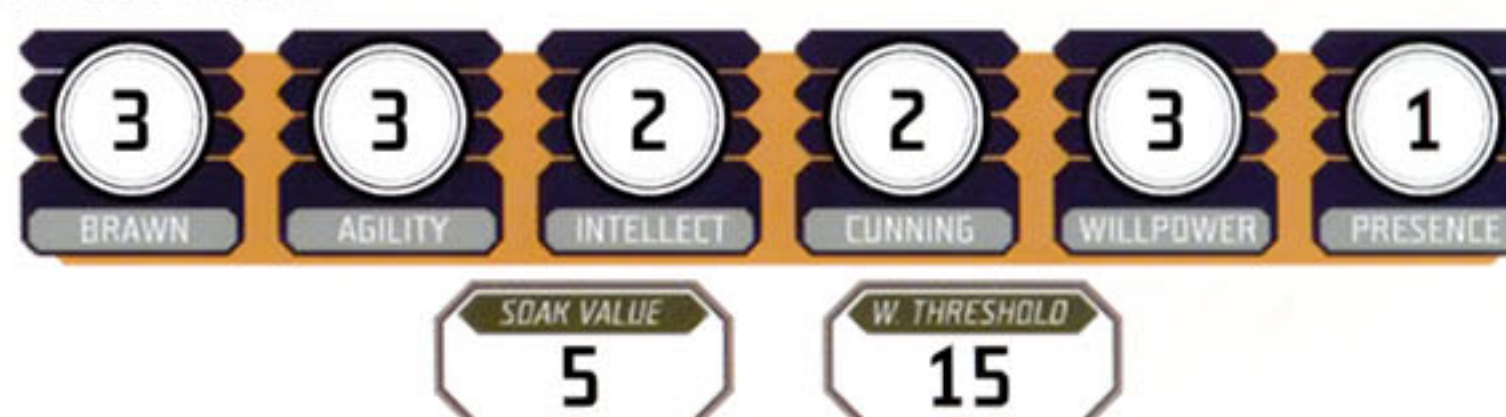 3 3 2 2 3 1
BRAWN AGILITY INTELLECT CUNNING WILLPOWER PRESENCE
SOAK VALUE W. THRESHOLD
5 15